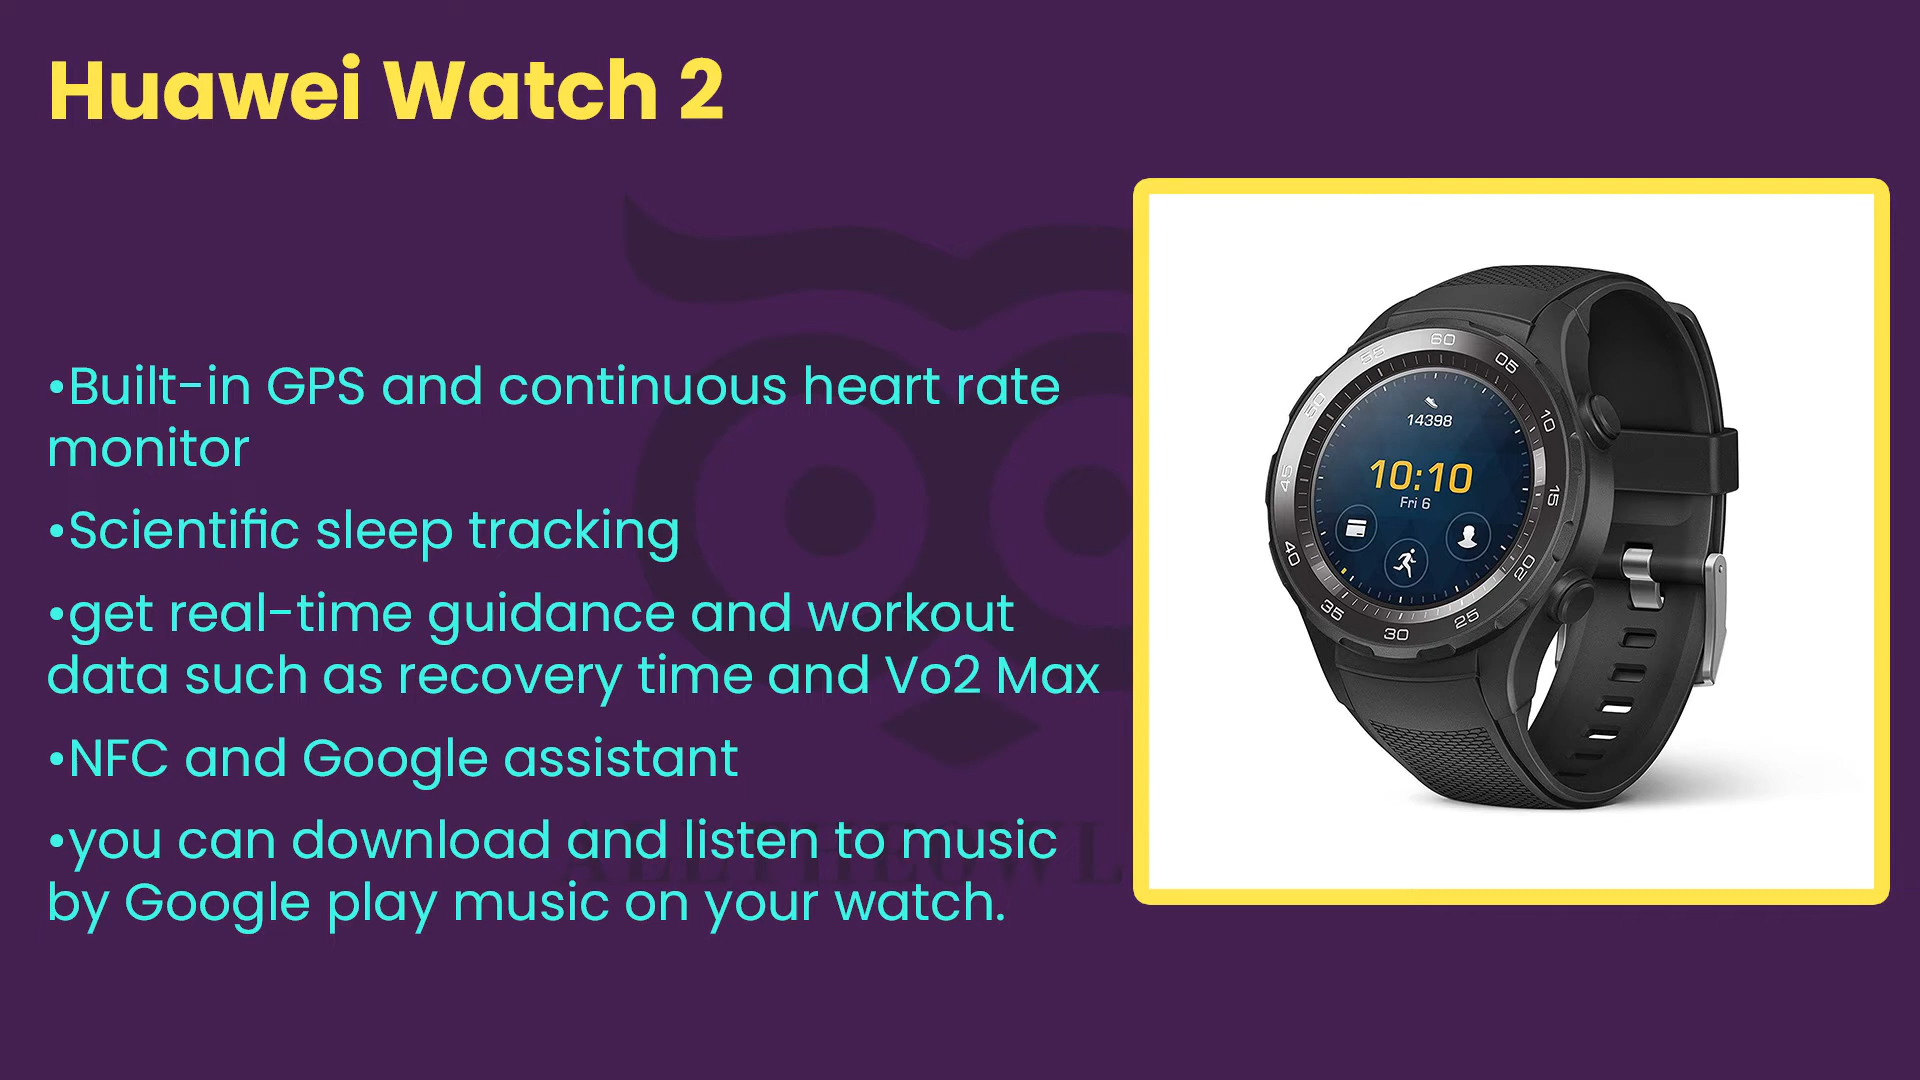 Huawei Watch 2
•Built-in GPS and continuous heart rate
monitor
•Scientific sleep tracking
•get real-time guidance and workout
data such as recovery time and Vo2 Max
•NFC and Google assistant
•you can download and listen to music
by Google play music on your watch.
ALLTHEOWL
60
05
10
15
20
25
30
35
40
45
50
55
14398
10:10
Fri 6